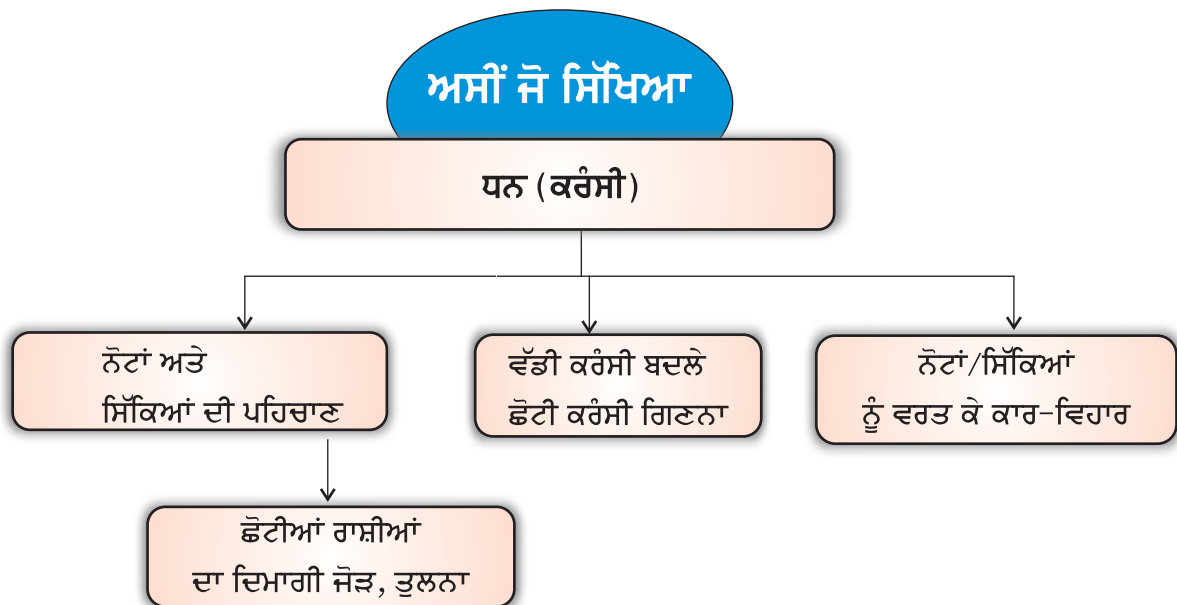 ਅਸੀਂ ਜੋ ਸਿੱਖਿਆ
ਧਨ (ਕਰੰਸੀ)
ਨੋਟਾਂ ਅਤੇ
ਸਿੱਕਿਆਂ ਦੀ ਪਹਿਚਾਣ
ਵੱਡੀ ਕਰੰਸੀ ਬਦਲੇ
ਛੋਟੀ ਕਰੰਸੀ ਗਿਣਨਾ
ਨੋਟਾਂ/ਸਿੱਕਿਆਂ
ਨੂੰ ਵਰਤ ਕੇ ਕਾਰ-ਵਿਹਾਰ
ਛੋਟੀਆਂ ਰਾਸ਼ੀਆਂ
ਦਾ ਦਿਮਾਗੀ ਜੋੜ, ਤੁਲਨਾ